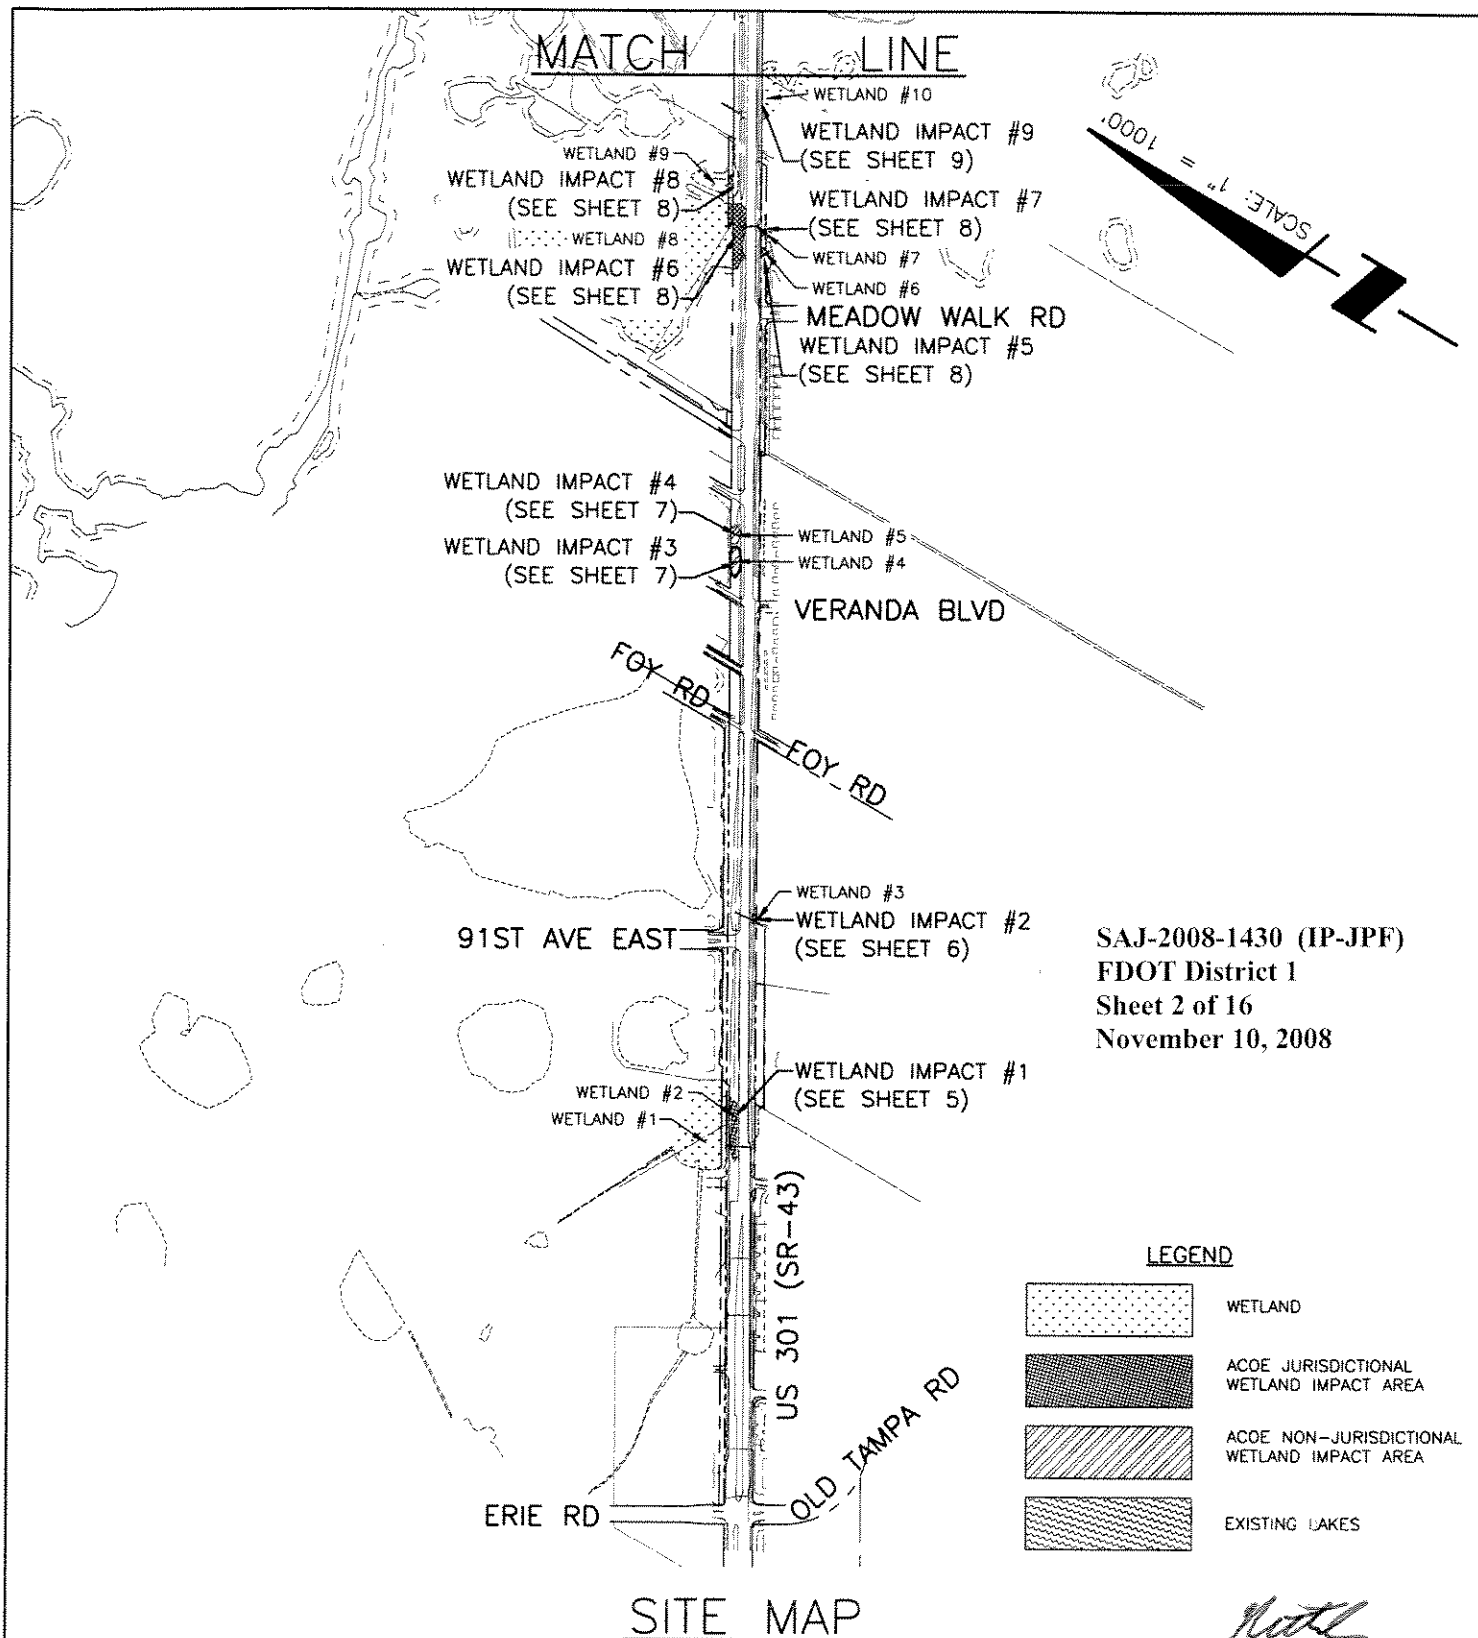 MATCH LINE
WETLAND #10
WETLAND IMPACT #9
(SEE SHEET 9)
WETLAND #9
WETLAND IMPACT #8
(SEE SHEET 8)
WETLAND IMPACT #7
(SEE SHEET 8)
WETLAND #8
WETLAND #7
WETLAND IMPACT #6
(SEE SHEET 8)
WETLAND #6
MEADOW WALK RD
WETLAND IMPACT #5
(SEE SHEET 8)
SCALE: 1" = 1000'
N
WETLAND IMPACT #4
(SEE SHEET 7)
WETLAND #5
WETLAND IMPACT #3
(SEE SHEET 7)
WETLAND #4
VERANDA BLVD
FOY RD
FOY RD
WETLAND #3
WETLAND IMPACT #2
(SEE SHEET 6)
91ST AVE EAST
SAJ-2008-1430 (IP-JPF)
FDOT District 1
Sheet 2 of 16
November 10, 2008
WETLAND IMPACT #1
(SEE SHEET 5)
WETLAND #2
WETLAND #1
US 301 (SR-43)
OLD TAMPA RD
ERIE RD
LEGEND
WETLAND
ACOE JURISDICTIONAL
WETLAND IMPACT AREA
ACOE NON-JURISDICTIONAL
WETLAND IMPACT AREA
EXISTING LAKES
SITE MAP